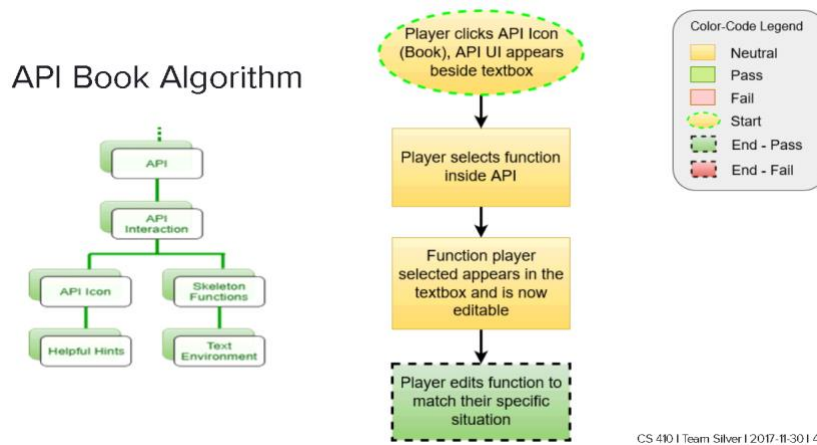 API Book Algorithm
API
API
Interaction
API Icon
Skeleton
Functions
Helpful Hints
Text
Environment
Player clicks API Icon
(Book), API UI appears
beside textbox
Player selects function
inside API
Function player
selected appears in the
textbox and is now
editable
Player edits function to
match their specific
situation
Color-Code Legend
Neutral
Pass
Fail
Start
End - Pass
End - Fail
CS 410 I Team Silver I 2017-11-30 I 4